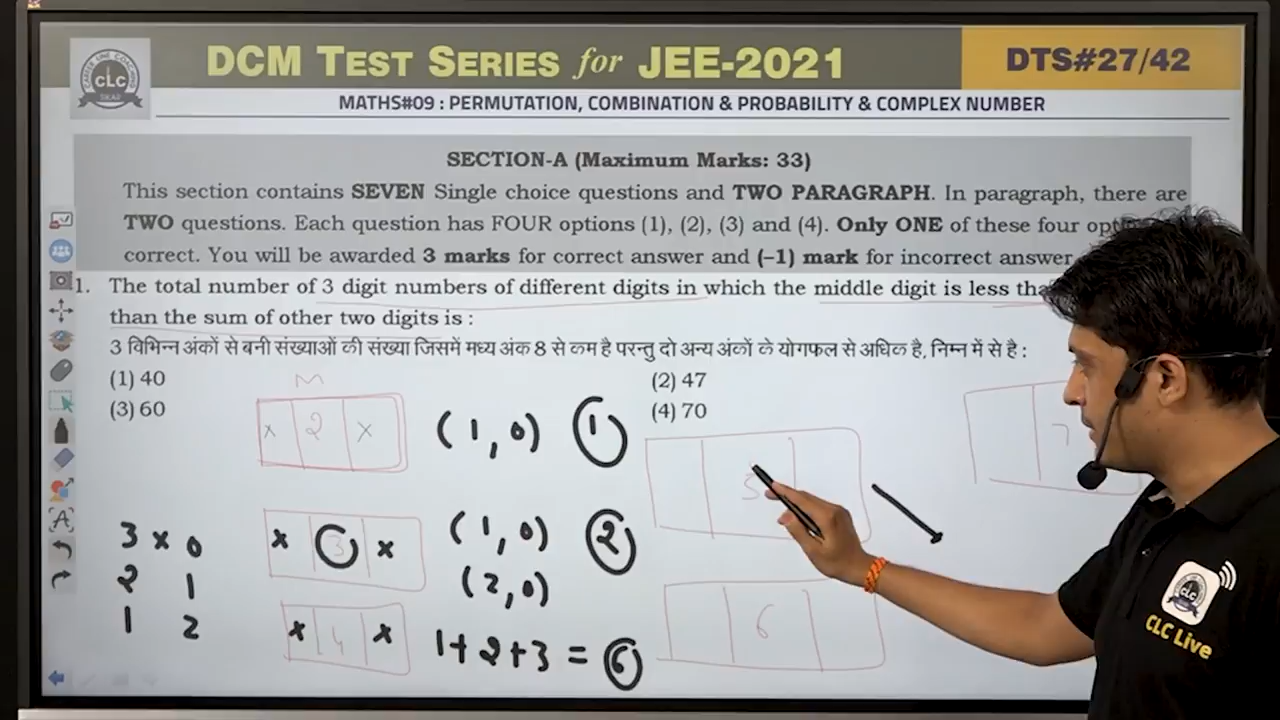 DCM TEST SERIES for JEE-2021
DTS#27/42
CLC
MATHS#09 : PERMUTATION, COMBINATION & PROBABILITY & COMPLEX NUMBER
SECTION-A (Maximum Marks: 33)
This section contains SEVEN Single choice questions and TWO PARAGRAPH. In paragraph, there are
TWO questions. Each question has FOUR options (1), (2), (3) and (4). Only ONE of these four
correct. You will be awarded 3 marks for correct answer and (–1) mark for incorrect answer
1. The total number of 3 digit numbers of different digits in which the middle digit is less
than the sum of other two digits is :
3 विभिन्न अंकों से बनी संख्याओं की संख्या जिसमें मध्य अंक 8 से कम है परन्तु दो अन्य अंकों के योगफल से अधिक है, निम्न में से है :
(1) 40 (2) 47
(3) 60 (4) 70
M
x 2 x (1,0) 1
5
7
3 x 0
2 1
1 2
x 3 x (1,0) 2
(2,0)
x 4 x 1+2+3 = 6
6
CLC
CLC Live